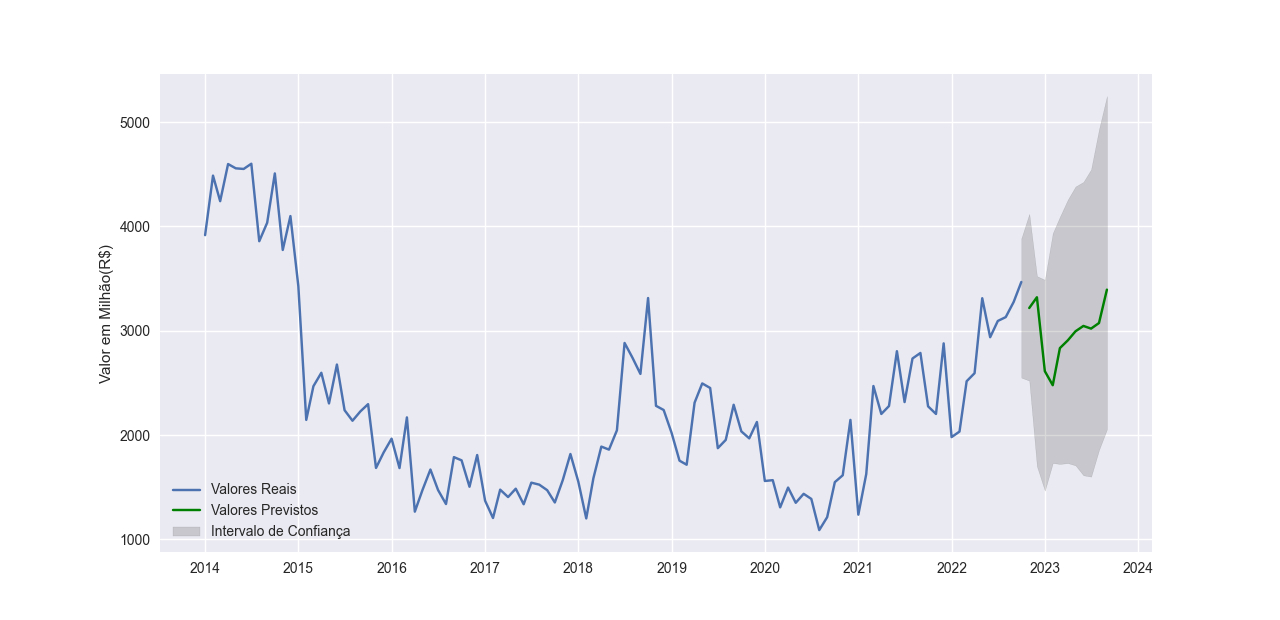 Valor em Milhão(R$)
5000
4000
3000
2000
1000
Valores Reais
Valores Previstos
Intervalo de Confiança
2014 2015 2016 2017 2018 2019 2020 2021 2022 2023 2024